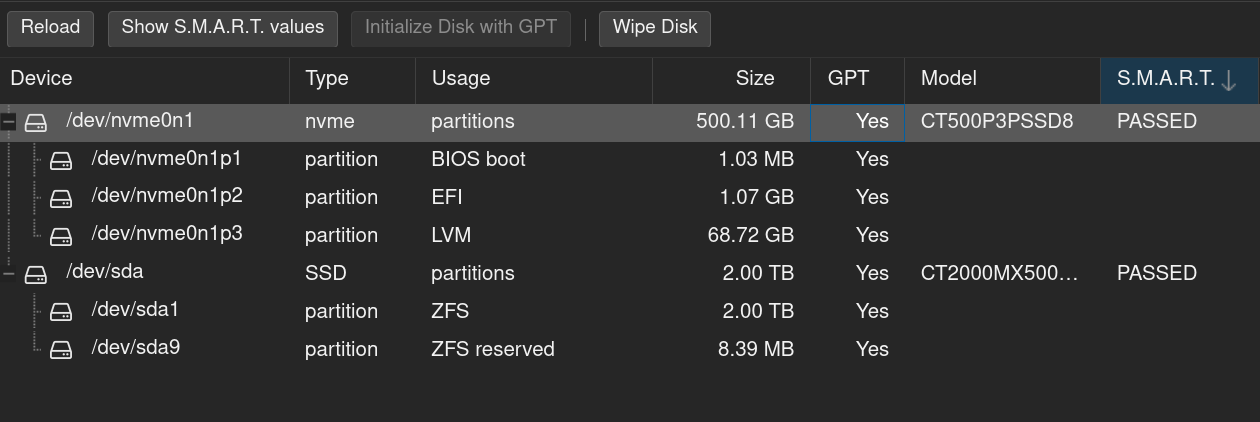 Reload Show S.M.A.R.T. values Initialize Disk with GPT Wipe Disk
Device Type Usage Size GPT Model S.M.A.R.T.
/dev/nvme0n1 nvme partitions 500.11 GB Yes CT500P3PSSD8 PASSED
/dev/nvme0n1p1 partition BIOS boot 1.03 MB Yes
/dev/nvme0n1p2 partition EFI 1.07 GB Yes
/dev/nvme0n1p3 partition LVM 68.72 GB Yes
/dev/sda SSD partitions 2.00 TB Yes CT2000MX500... PASSED
/dev/sda1 partition ZFS 2.00 TB Yes
/dev/sda9 partition ZFS reserved 8.39 MB Yes